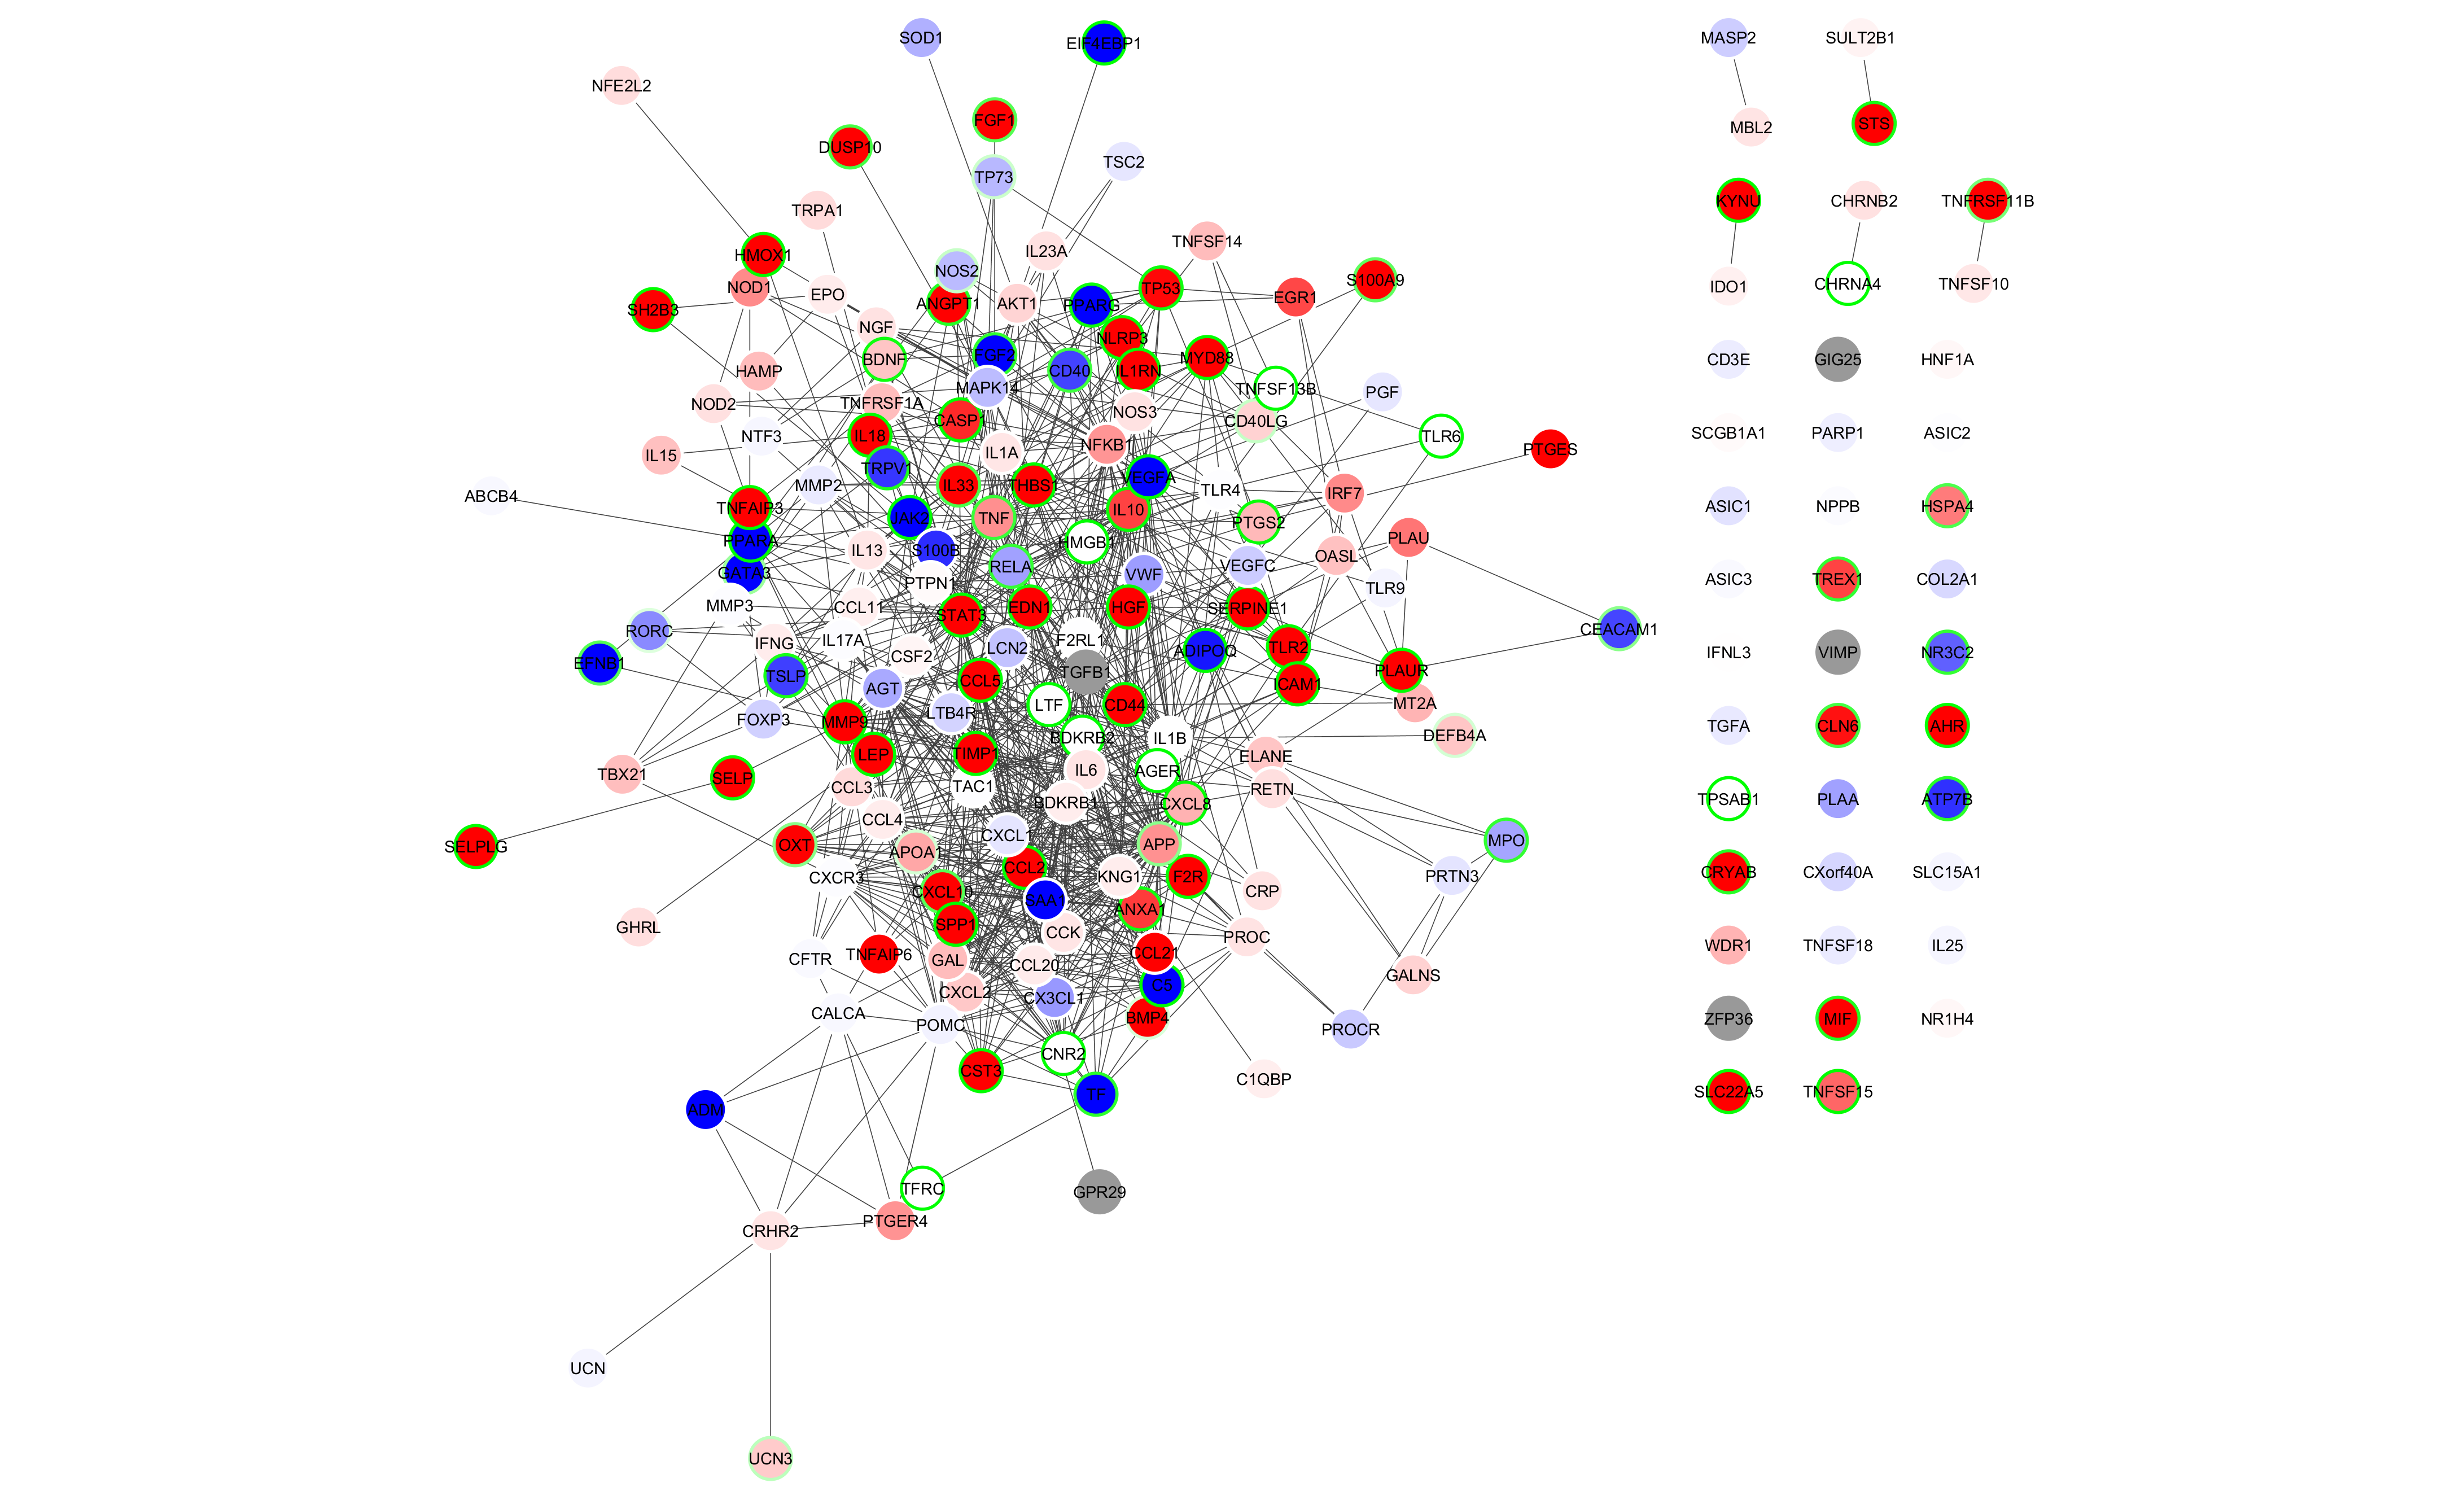 SOD1
EIF4EBP1
NFE2L2
FGF1
DUSP10
TSC2
TP73
TRPA1
TNFSF14
IL23A
HMOX1
NOS2
NOD1
EPO
ANGPT1
AKT1
PPARG
TP53
EGR1
S100A9
SH2B3
NGF
BDNF
FGF2
NLRP3
MYD88
IL1RN
CD40
HAMP
MAPK14
TNFSF13B
PGF
NOD2
TNFRSF1A
NOS3
CD40LG
CASP1
IL18
NTF3
NFKB1
TLR6
PTGES
IL15
IL1A
TRPV1
VEGFA
ABCB4
MMP2
IL33
THBS1
TLR4
IRF7
TNFAIP3
JAK2
TNF
IL10
PTGS2
PPARA
IL13
S100B
HMGB1
PLAU
OASL
GATA3
PTPN1
RELA
VWF
VEGFC
TLR9
MMP3
CCL11
STAT3
EDN1
HGF
SERPINE1
CEACAM1
RORC
IFNG
IL17A
CSF2
LCN2
F2RL1
ADIPOQ
TLR2
EFNB1
TSLP
AGT
CCL5
TGFB1
ICAM1
PLAUR
FOXP3
LTB4R
LTF
CD44
MT2A
MMP9
BDKRB2
IL1B
DEFB4A
LEP
TIMP1
ELANE
TBX21
SELP
CCL3
TAC1
IL6
AGER
RETN
CCL4
BDKRB1
CXCL8
SELPLG
OXT
APOA1
CXCL1
APP
MPO
CXCR3
CXCL10
CCL2
KNG1
F2R
CRP
PRTN3
SAA1
ANXA1
GHRL
SPP1
CCK
PROC
CFTR
TNFAIP6
GAL
CCL20
CCL21
GALNS
CXCL2
CX3CL1
C5
CALCA
POMC
BMP4
PROCR
CNR2
CST3
C1QBP
ADM
TF
TFRC
GPR29
PTGER4
CRHR2
UCN
UCN3
MASP2
SULT2B1
MBL2
STS
KYNU
CHRNB2
TNFRSF11B
IDO1
CHRNA4
TNFSF10
CD3E
GIG25
HNF1A
SCGB1A1
PARP1
ASIC2
ASIC1
NPPB
HSPA4
ASIC3
TREX1
COL2A1
IFNL3
VIMP
NR3C2
TGFA
CLN6
AHR
TPSAB1
PLAA
ATP7B
CRYAB
CXorf40A
SLC15A1
WDR1
TNFSF18
IL25
ZFP36
MIF
NR1H4
SLC22A5
TNFSF15